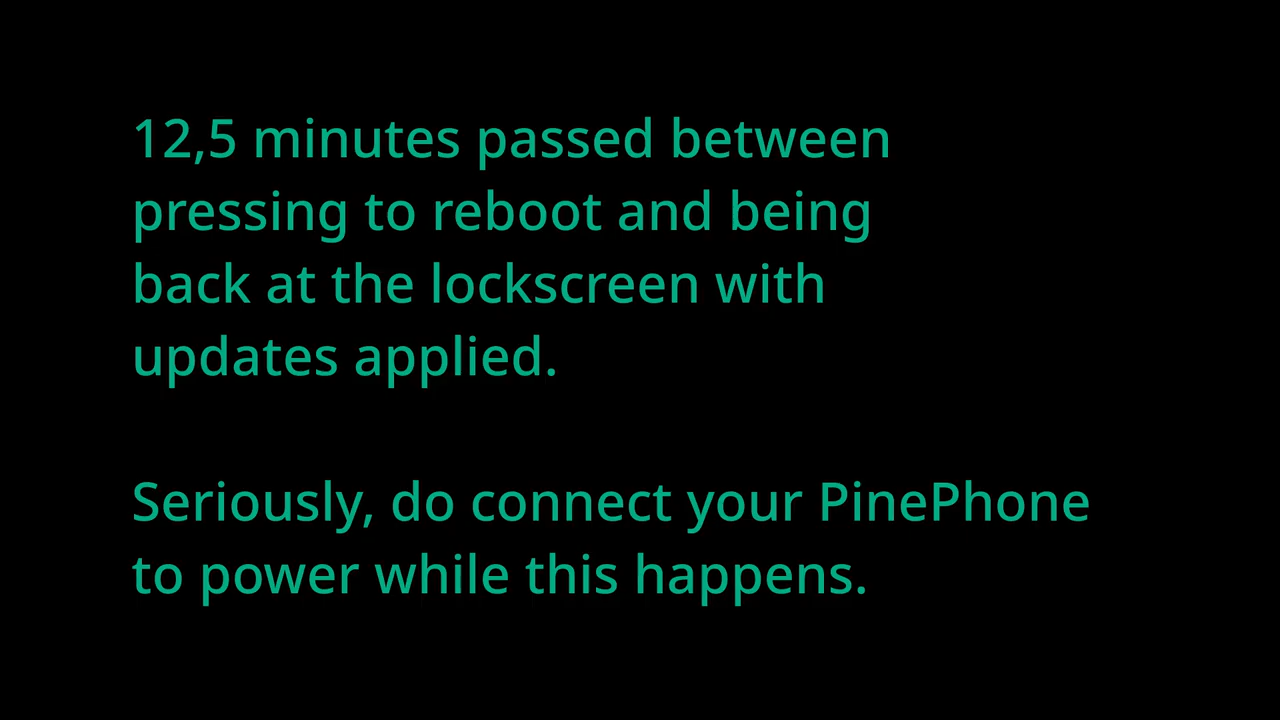 12,5 minutes passed between
pressing to reboot and being
back at the lockscreen with
updates applied.
Seriously, do connect your PinePhone
to power while this happens.